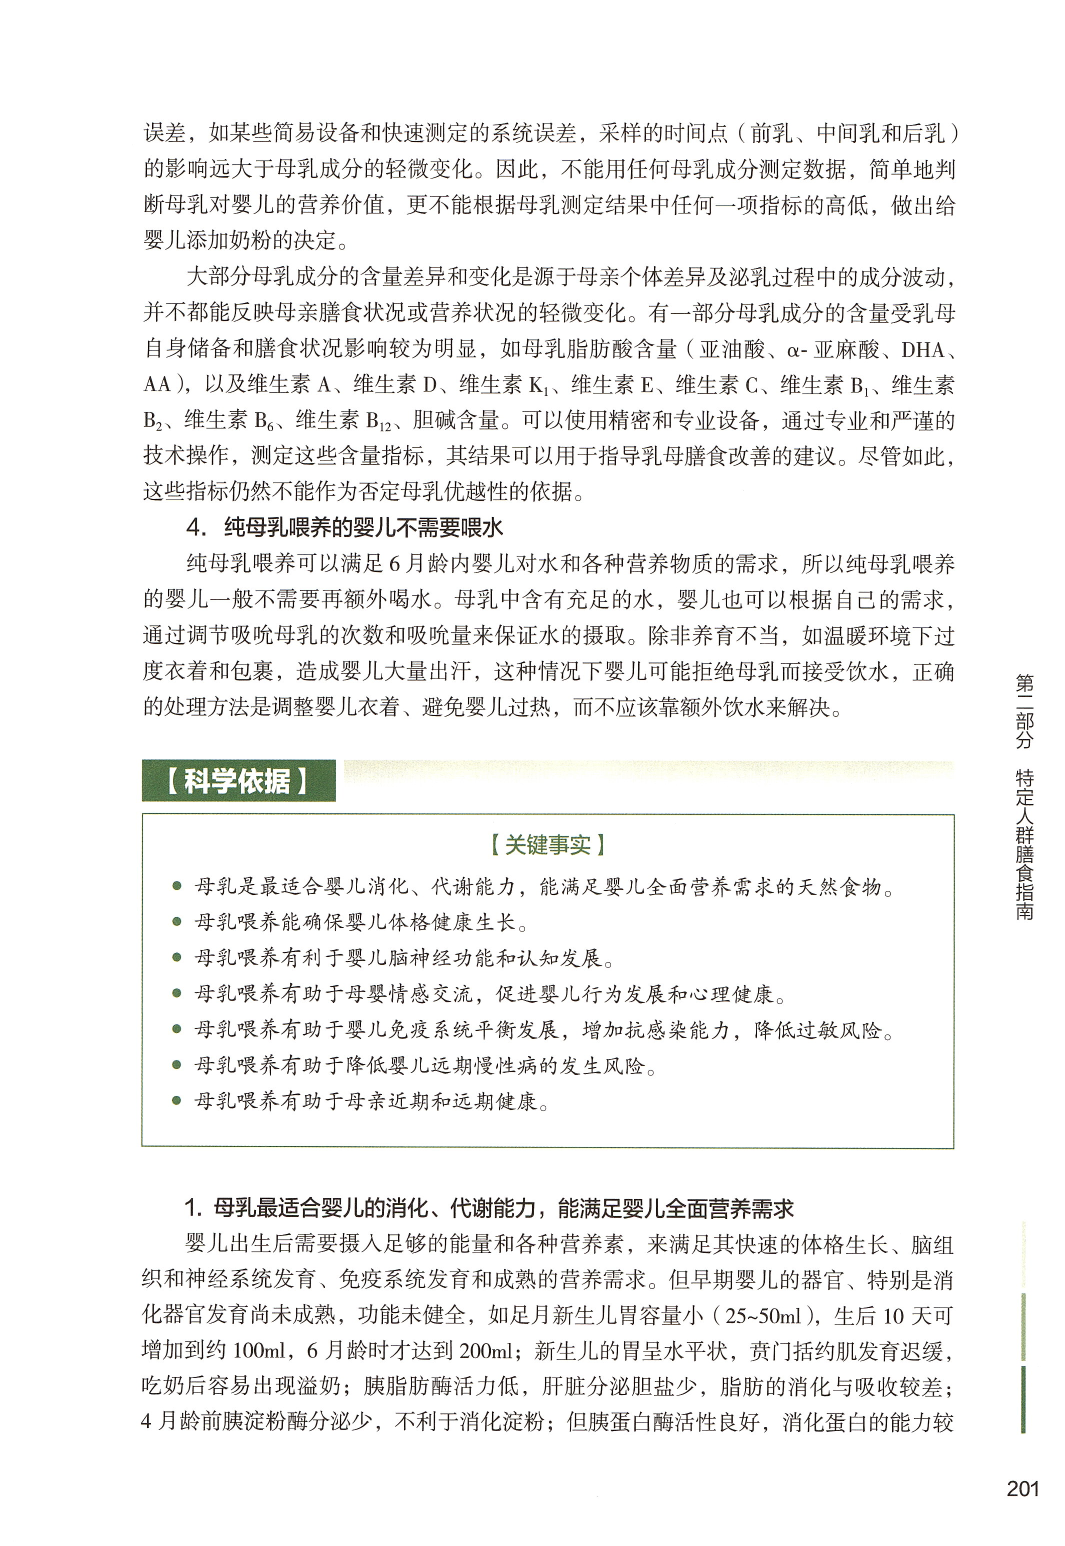 误差，如某些简易设备和快速测定的系统误差，采样的时间点（前乳、中间乳和后乳）
的影响远大于母乳成分的轻微变化。因此，不能用任何母乳成分测定数据，简单地判
断母乳对婴儿的营养价值，更不能根据母乳测定结果中任何一项指标的高低，做出给
婴儿添加奶粉的决定。
大部分母乳成分的含量差异和变化是源于母亲个体差异及泌乳过程中的成分波动，
并不都能反映母亲膳食状况或营养状况的轻微变化。有一部分母乳成分的含量受乳母
自身储备和膳食状况影响较为明显，如母乳脂肪酸含量（亚油酸、α- 亚麻酸、DHA、
AA），以及维生素 A、维生素 D、维生素 K₁、维生素 E、维生素 C、维生素 B₁、维生素
B₂、维生素 B₆、维生素 B₁₂、胆碱含量。可以使用精密和专业设备，通过专业和严谨的
技术操作，测定这些含量指标，其结果可以用于指导乳母膳食改善的建议。尽管如此，
这些指标仍然不能作为否定母乳优越性的依据。
4. 纯母乳喂养的婴儿不需要喂水
纯母乳喂养可以满足 6 月龄内婴儿对水和各种营养物质的需求，所以纯母乳喂养
的婴儿一般不需要再额外喝水。母乳中含有充足的水，婴儿也可以根据自己的需求，
通过调节吸吮母乳的次数和吸吮量来保证水的摄取。除非养育不当，如温暖环境下过
度衣着和包裹，造成婴儿大量出汗，这种情况下婴儿可能拒绝母乳而接受饮水，正确
的处理方法是调整婴儿衣着、避免婴儿过热，而不应该靠额外饮水来解决。
【科学依据】
【关键事实】
● 母乳是最适合婴儿消化、代谢能力，能满足婴儿全面营养需求的天然食物。
● 母乳喂养能确保婴儿体格健康生长。
● 母乳喂养有利于婴儿脑神经功能和认知发展。
● 母乳喂养有助于母婴情感交流，促进婴儿行为发展和心理健康。
● 母乳喂养有助于婴儿免疫系统平衡发展，增加抗感染能力，降低过敏风险。
● 母乳喂养有助于降低婴儿远期慢性病的发生风险。
● 母乳喂养有助于母亲近期和远期健康。
1. 母乳最适合婴儿的消化、代谢能力，能满足婴儿全面营养需求
婴儿出生后需要摄入足够的能量和各种营养素，来满足其快速的体格生长、脑组
织和神经系统发育、免疫系统发育和成熟的营养需求。但早期婴儿的器官、特别是消
化器官发育尚未成熟，功能未健全，如足月新生儿胃容量小（25~50ml），生后 10 天可
增加到约 100ml，6 月龄时才达到 200ml；新生儿的胃呈水平状，贲门括约肌发育迟缓，
吃奶后容易出现溢奶；胰脂肪酶活力低，肝脏分泌胆盐少，脂肪的消化与吸收较差；
4 月龄前胰淀粉酶分泌少，不利于消化淀粉；但胰蛋白酶活性良好，消化蛋白的能力较
第二部分 特定人群膳食指南
201